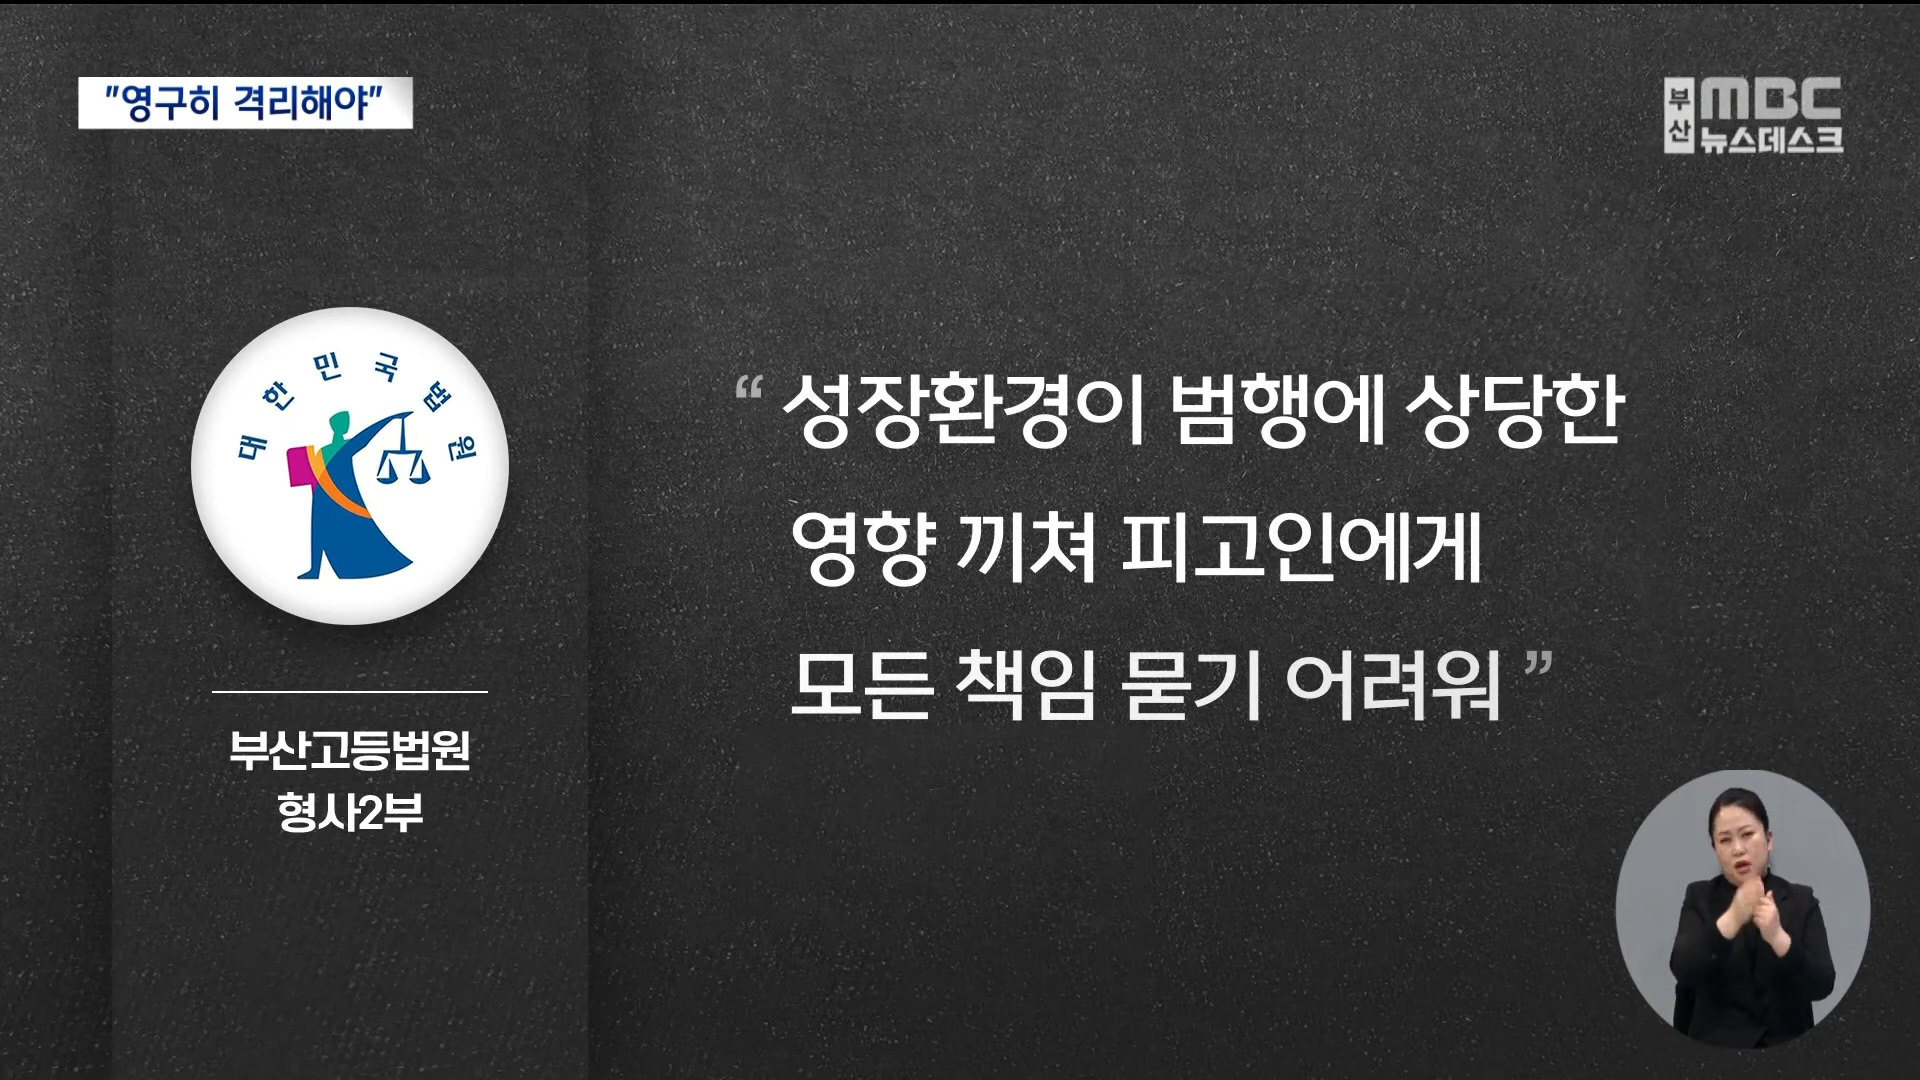 "영구히 격리해야"
부산
MBC
뉴스데스크
대한민국법원
“ 성장환경이 범행에 상당한
영향 끼쳐 피고인에게
모든 책임 묻기 어려워 ”
부산고등법원
형사2부